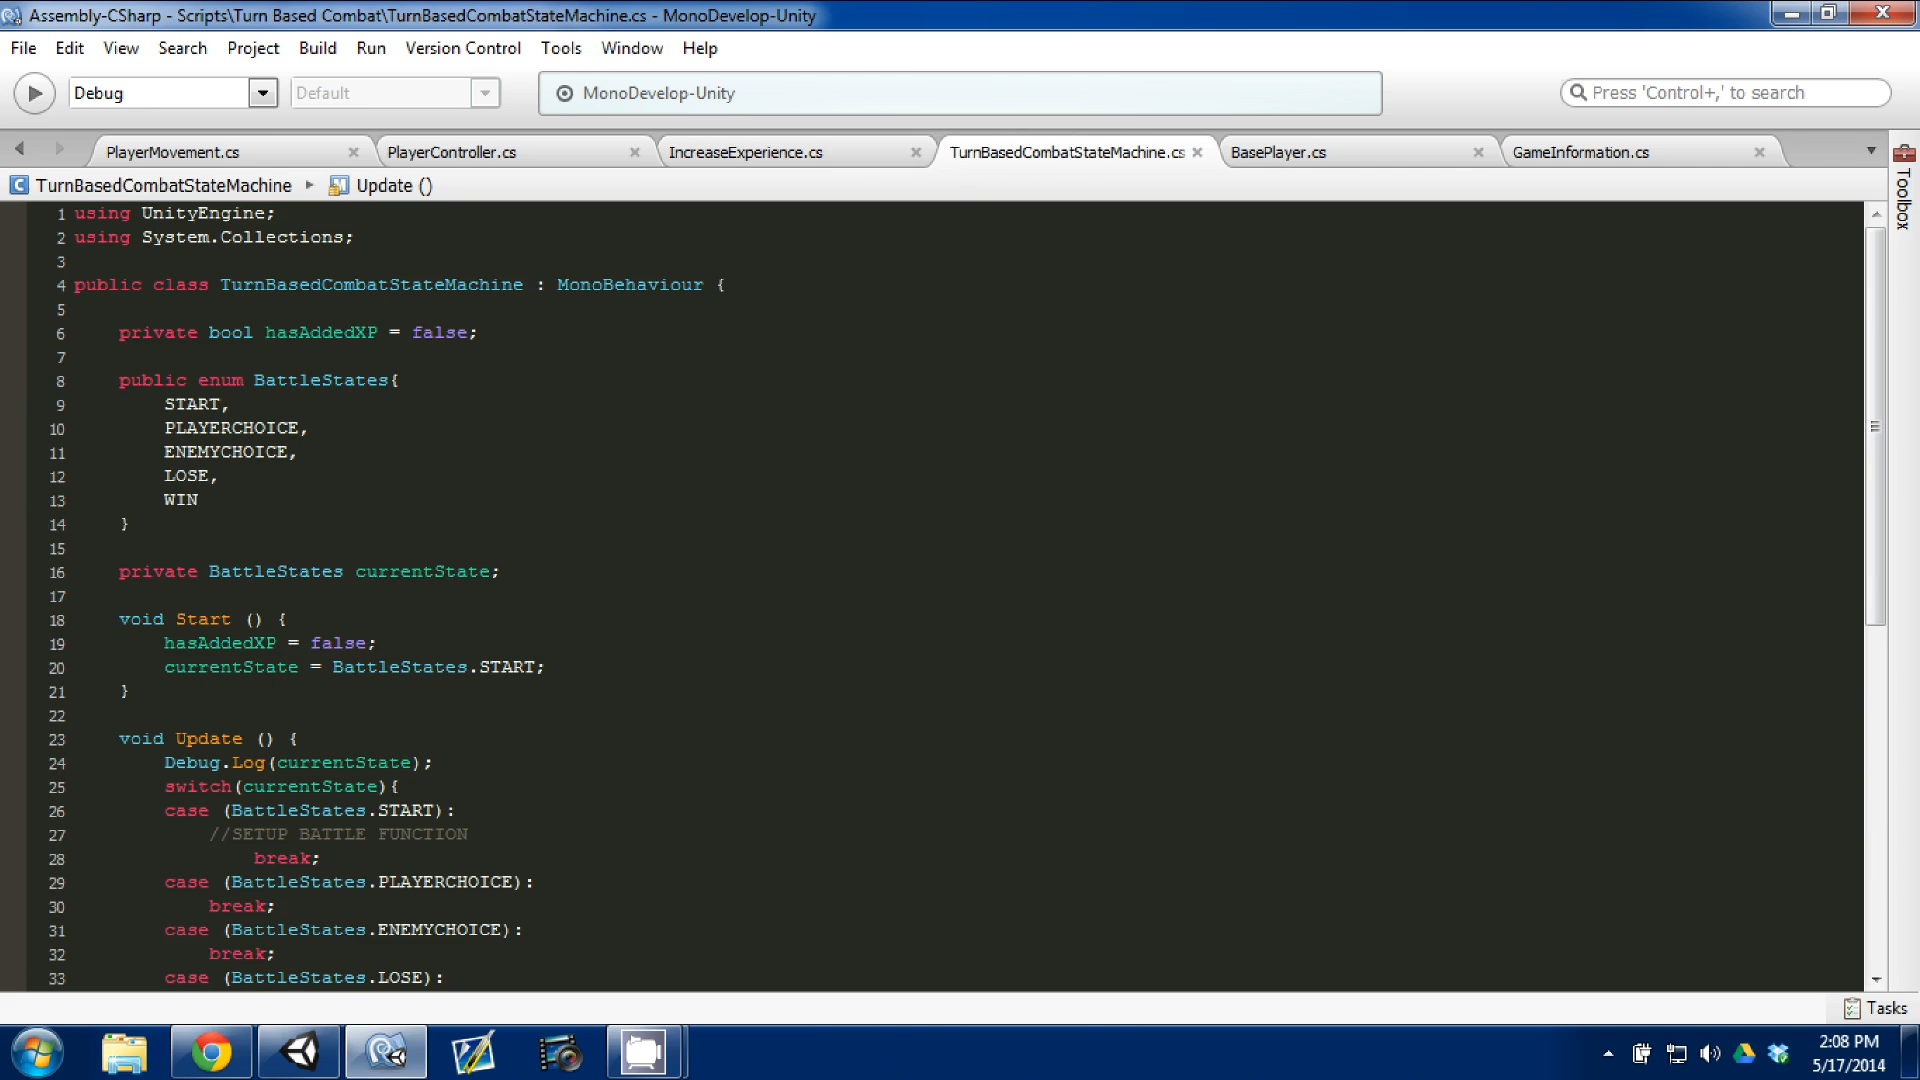 Assembly-CSharp - Scripts\Turn Based Combat\TurnBasedCombatStateMachine.cs - MonoDevelop-Unity
File Edit View Search Project Build Run Version Control Tools Window Help
Debug Default MonoDevelop-Unity Press 'Control+,' to search
PlayerMovement.cs PlayerController.cs IncreaseExperience.cs TurnBasedCombatStateMachine.cs BasePlayer.cs GameInformation.cs
Toolbox
TurnBasedCombatStateMachine Update ()
1 using UnityEngine;
2 using System.Collections;
3
4 public class TurnBasedCombatStateMachine : MonoBehaviour {
5
6 private bool hasAddedXP = false;
7
8 public enum BattleStates{
9 START,
10 PLAYERCHOICE,
11 ENEMYCHOICE,
12 LOSE,
13 WIN
14 }
15
16 private BattleStates currentState;
17
18 void Start () {
19 hasAddedXP = false;
20 currentState = BattleStates.START;
21 }
22
23 void Update () {
24 Debug.Log(currentState);
25 switch(currentState){
26 case (BattleStates.START):
27 //SETUP BATTLE FUNCTION
28 break;
29 case (BattleStates.PLAYERCHOICE):
30 break;
31 case (BattleStates.ENEMYCHOICE):
32 break;
33 case (BattleStates.LOSE):
Tasks
2:08 PM
5/17/2014